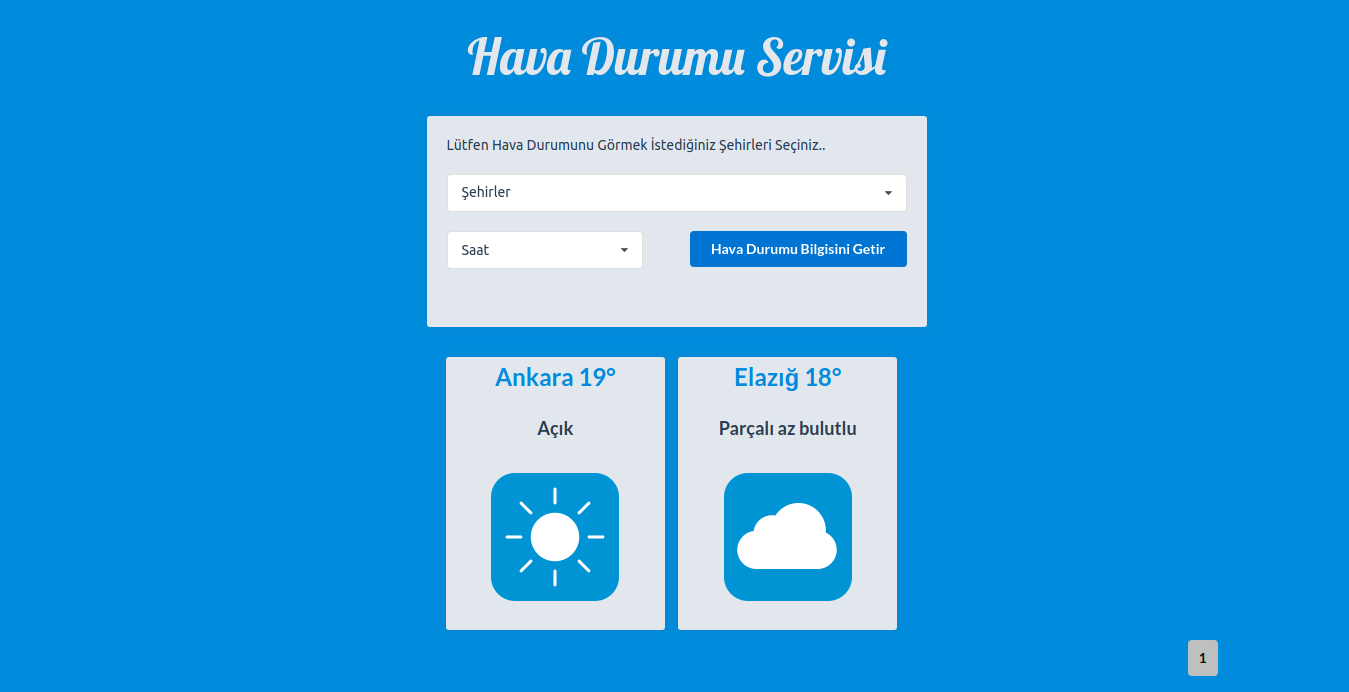 Hava Durumu Servisi
Lütfen Hava Durumunu Görmek İstediğiniz Şehirleri Seçiniz..
Şehirler
Saat
Hava Durumu Bilgisini Getir
Ankara 19°
Açık
Elazığ 18°
Parçalı az bulutlu
1